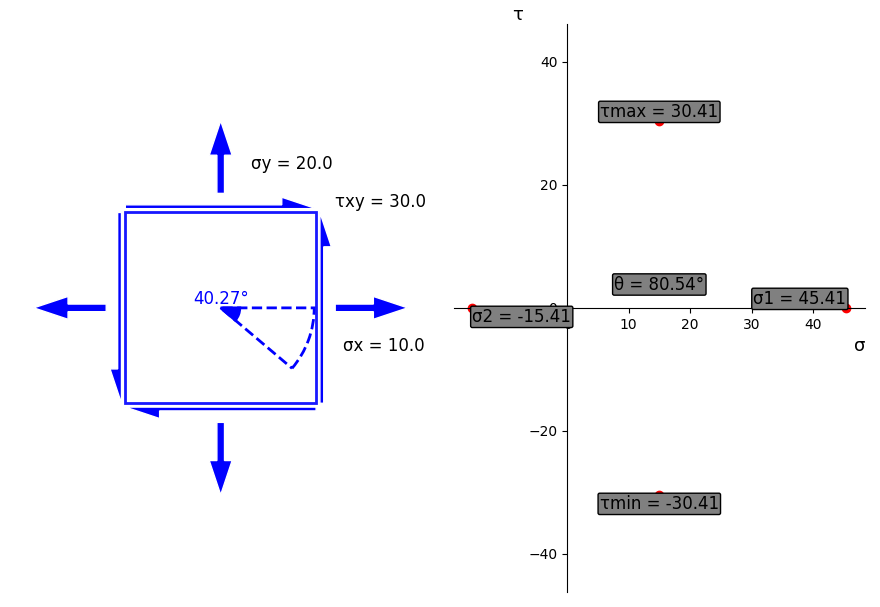 σy = 20.0
τxy = 30.0
40.27°
σx = 10.0
τ
40
τmax = 30.41
20
θ = 80.54°
σ1 = 45.41
0
σ2 = -15.41
10
20
30
40
σ
−20
τmin = -30.41
−40